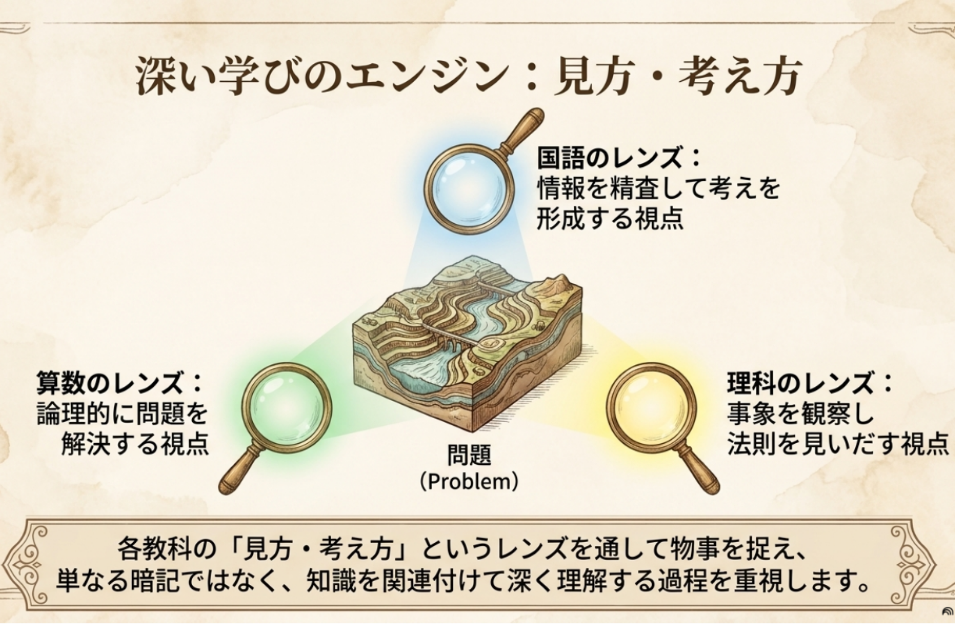 深い学びのエンジン：見方・考え方
国語のレンズ：
情報を精査して考えを
形成する視点
算数のレンズ：
論理的に問題を
解決する視点
理科のレンズ：
事象を観察し
法則を見いだす視点
問題
（Problem）
各教科の「見方・考え方」というレンズを通して物事を捉え、
単なる暗記ではなく、知識を関連付けて深く理解する過程を重視します。